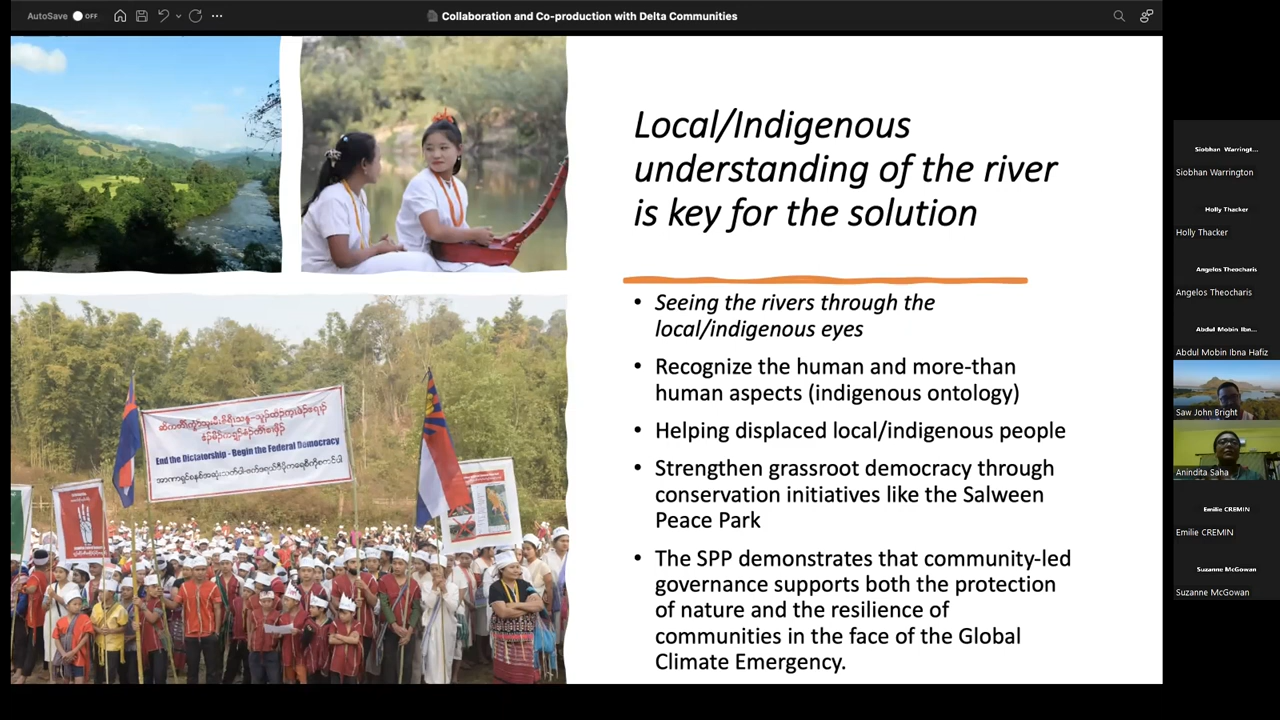 AutoSave OFF
Collaboration and Co-production with Delta Communities
Local/Indigenous
understanding of the river
is key for the solution
• Seeing the rivers through the
local/indigenous eyes
• Recognize the human and more-than
human aspects (indigenous ontology)
• Helping displaced local/indigenous people
• Strengthen grassroot democracy through
conservation initiatives like the Salween
Peace Park
• The SPP demonstrates that community-led
governance supports both the protection
of nature and the resilience of
communities in the face of the Global
Climate Emergency.
End the Dictatorship - Begin the Federal Democracy
Siobhan Warringt...
Siobhan Warrington
Holly Thacker
Holly Thacker
Angelos Theocharis
Angelos Theocharis
Abdul Mobin Ibn...
Abdul Mobin Ibna Hafiz
Saw John Bright
Anindita Saha
Emilie CREMIN
Emilie CREMIN
Suzanne McGowan
Suzanne McGowan